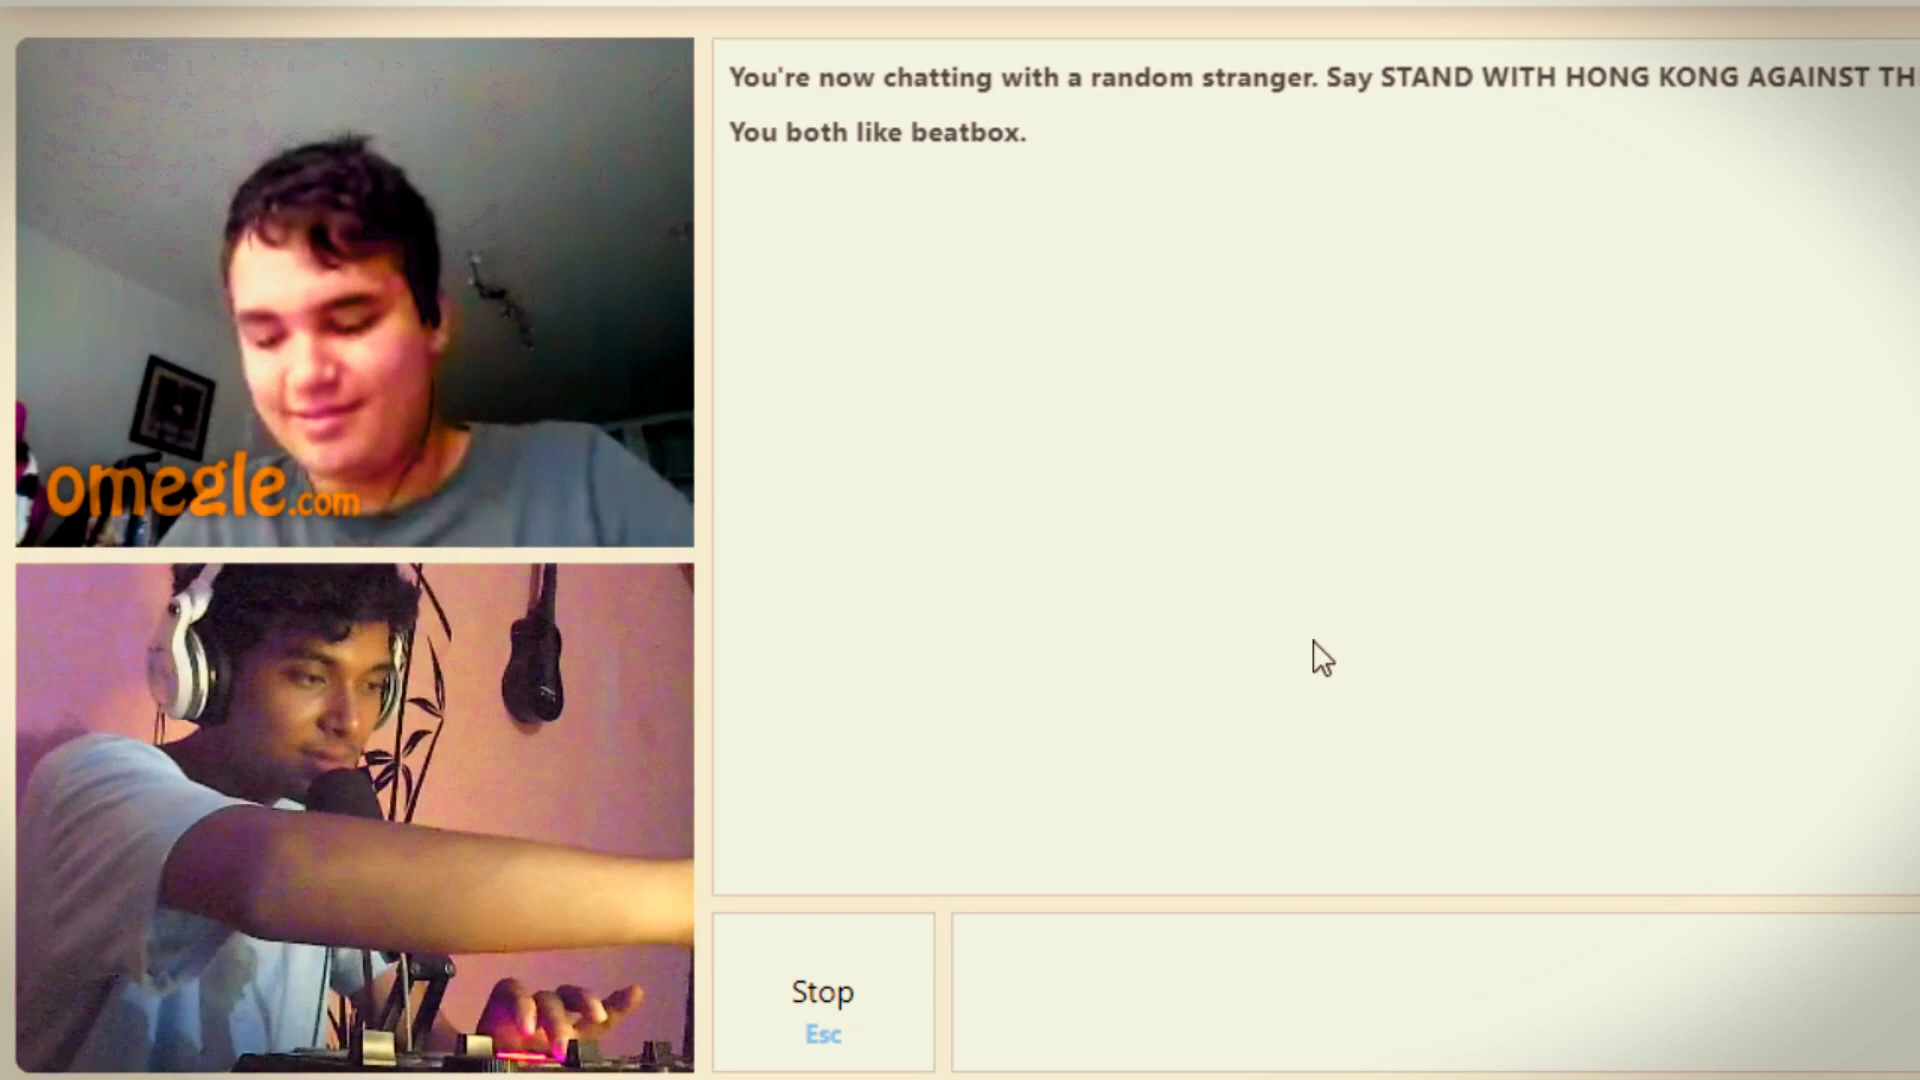 You're now chatting with a random stranger. Say STAND WITH HONG KONG AGAINST TH
You both like beatbox.
omegle.com
Stop
Esc